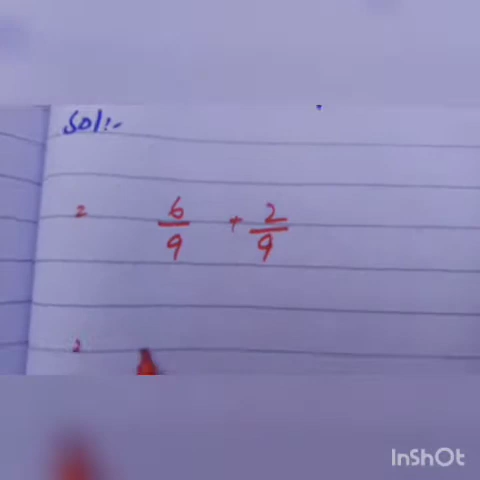 Sol:-
= 6/9 + 2/9
=
InShOt